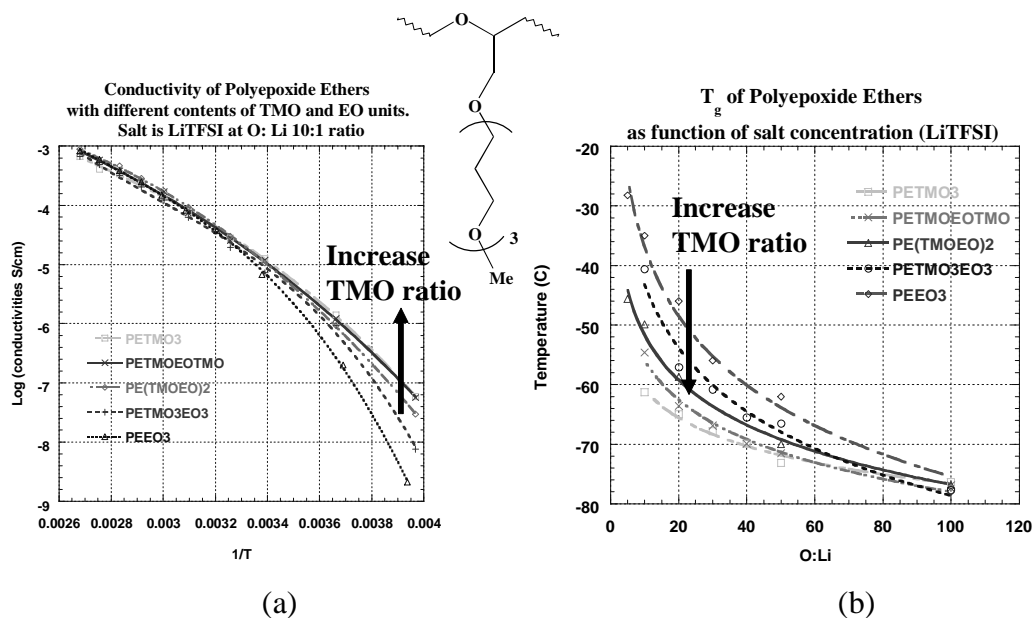 O
O
O
3
Me
Conductivity of Polyepoxide Ethers
with different contents of TMO and EO units.
Salt is LiTFSI at O: Li 10:1 ratio
-3
-4
-5
-6
-7
-8
-9
Log (conductivities S/cm)
Increase
TMO ratio
PETMO3
PETMOEOTMO
PE(TMOEO)2
PETMO3EO3
PEEO3
0.0026 0.0028 0.003 0.0032 0.0034 0.0036 0.0038 0.004
1/T
(a)
Tg of Polyepoxide Ethers
as function of salt concentration (LiTFSI)
-20
-30
-40
-50
-60
-70
-80
Temperature (C)
Increase
TMO ratio
PETMO3
PETMOEOTMO
PE(TMOEO)2
PETMO3EO3
PEEO3
0 20 40 60 80 100 120
O:Li
(b)